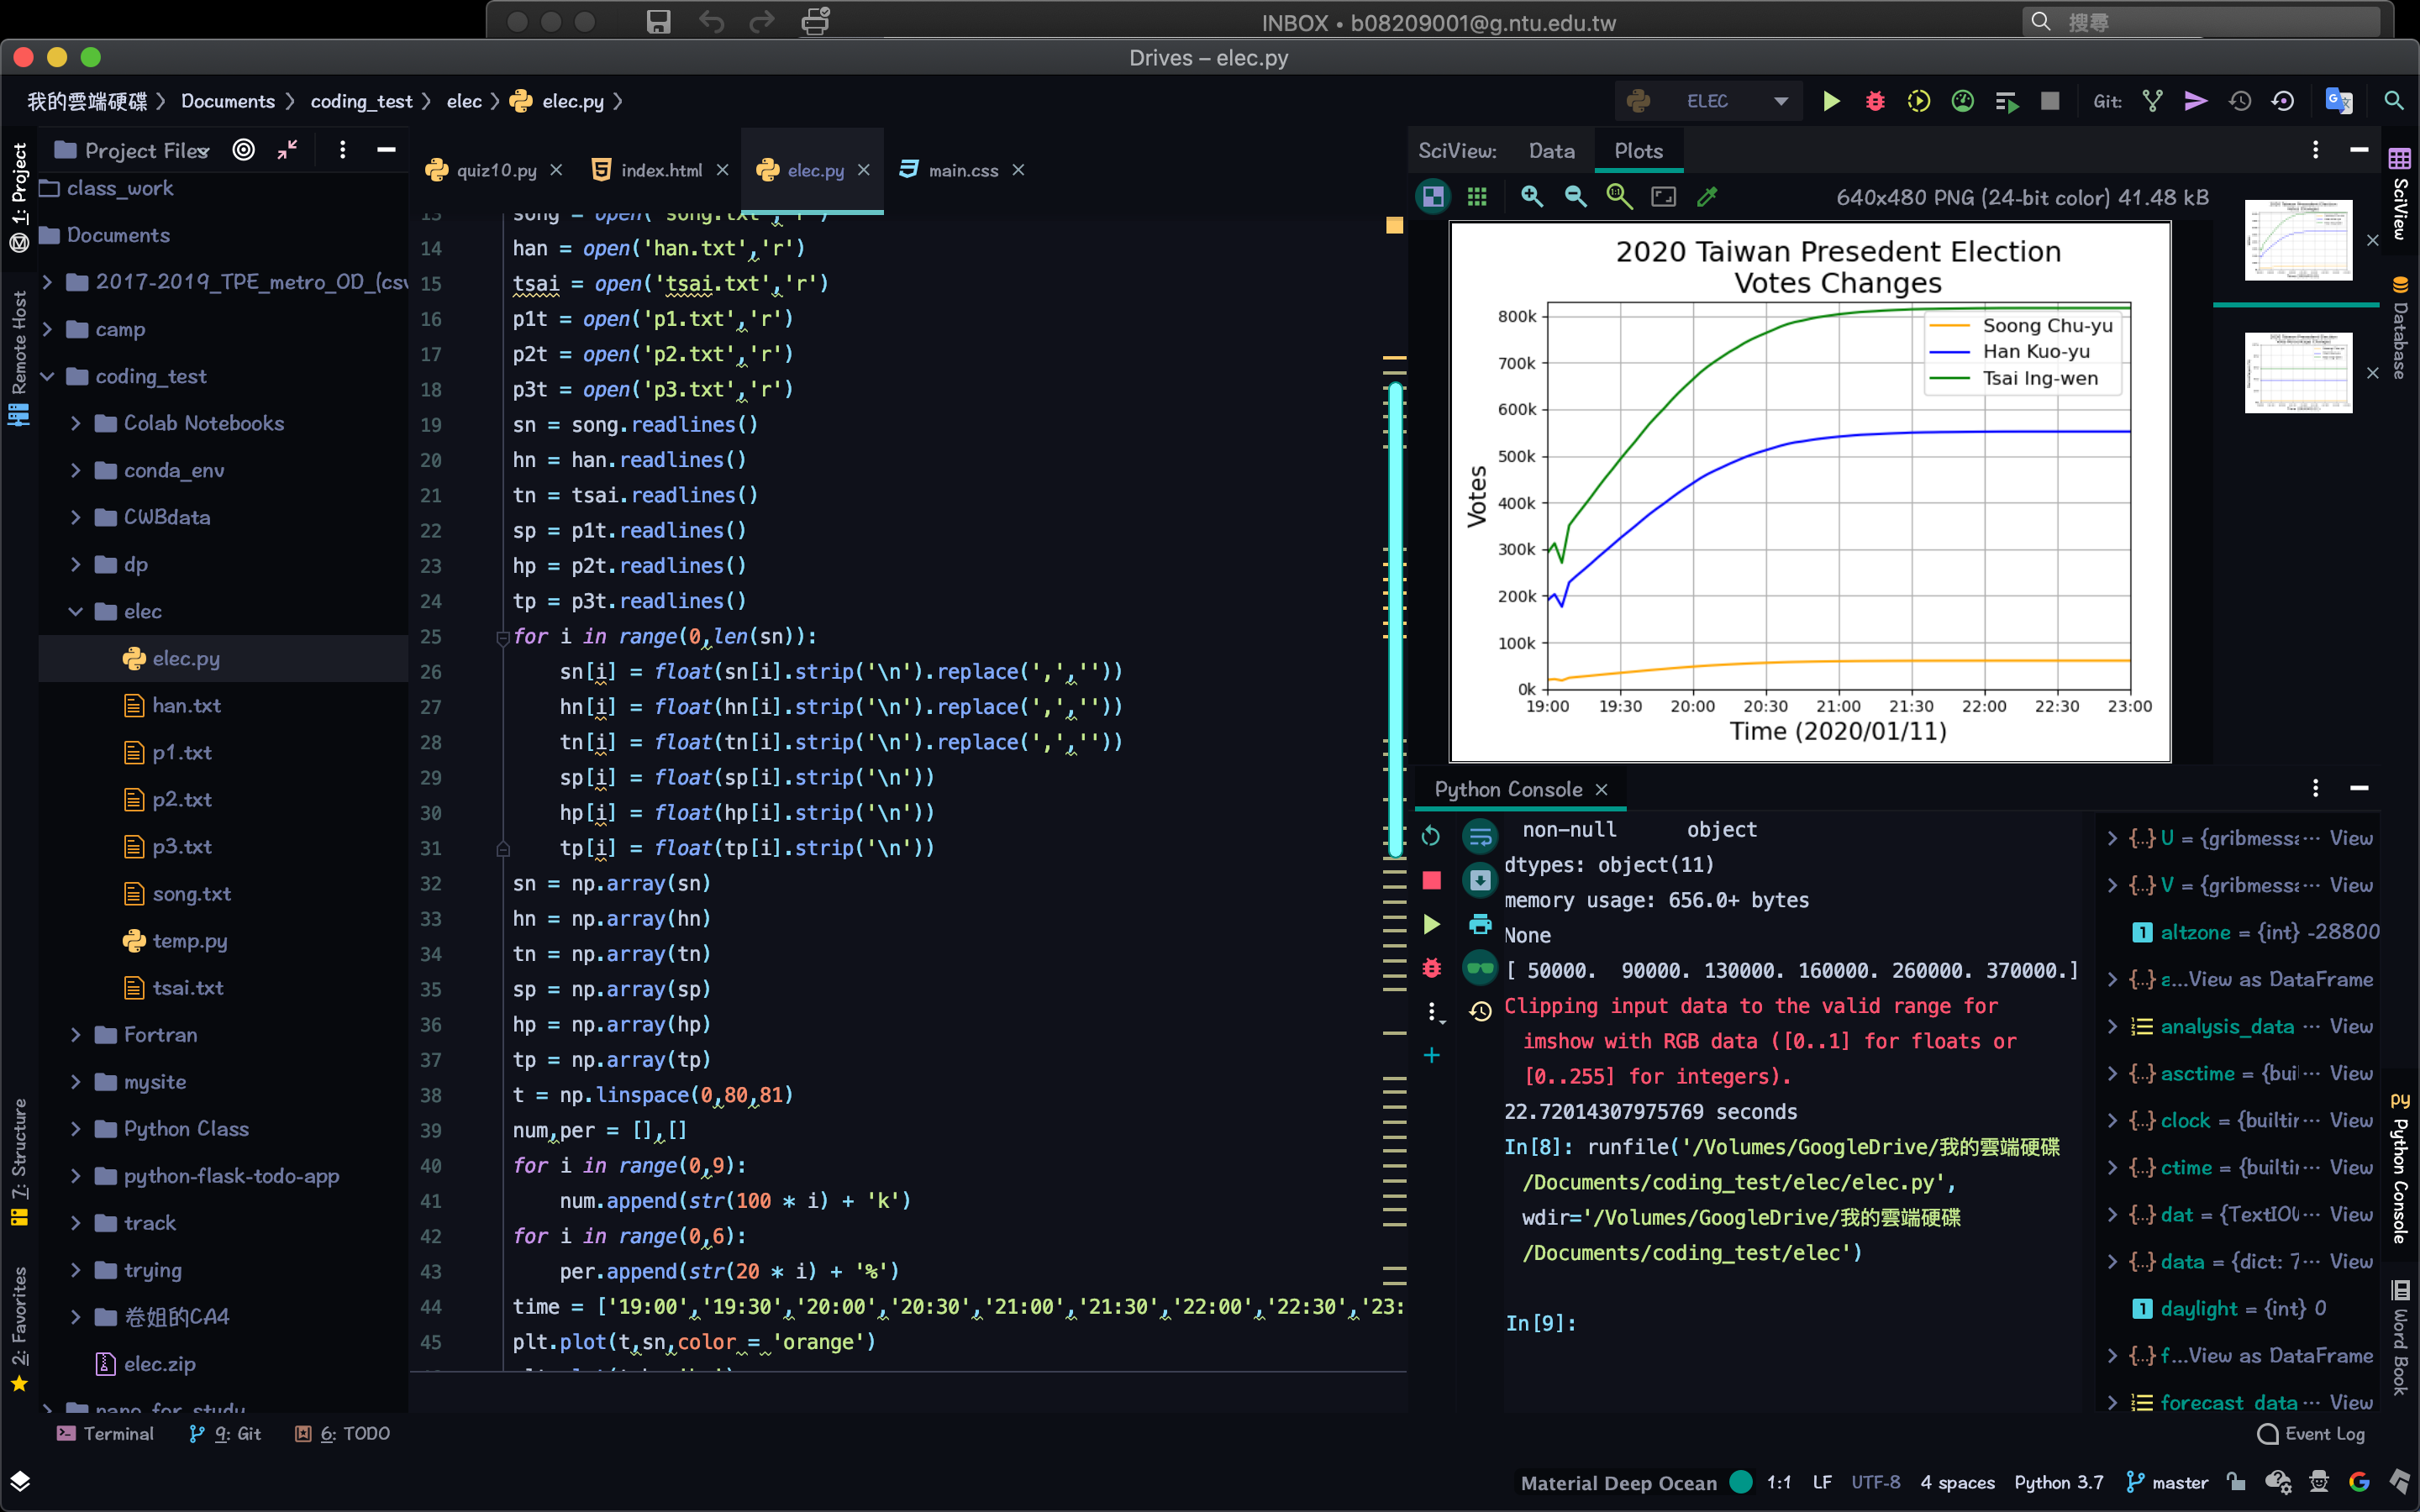 INBOX • b08209001@g.ntu.edu.tw
搜尋
Drives – elec.py
我的雲端硬碟 Documents coding_test elec elec.py
ELEC
Git:
1: Project
Remote Host
7: Structure
2: Favorites
Project Files
class_work
Documents
2017-2019_TPE_metro_OD_(csv
camp
coding_test
Colab Notebooks
conda_env
CWBdata
dp
elec
elec.py
han.txt
p1.txt
p2.txt
p3.txt
song.txt
temp.py
tsai.txt
Fortran
mysite
Python Class
python-flask-todo-app
track
trying
卷姐的CA4
elec.zip
nano_for_study
quiz10.py
index.html
elec.py
main.css
13 song = open('song.txt','r')
14 han = open('han.txt','r')
15 tsai = open('tsai.txt','r')
16 p1t = open('p1.txt','r')
17 p2t = open('p2.txt','r')
18 p3t = open('p3.txt','r')
19 sn = song.readlines()
20 hn = han.readlines()
21 tn = tsai.readlines()
22 sp = p1t.readlines()
23 hp = p2t.readlines()
24 tp = p3t.readlines()
25 for i in range(0,len(sn)):
26 sn[i] = float(sn[i].strip('\n').replace(',',''))
27 hn[i] = float(hn[i].strip('\n').replace(',',''))
28 tn[i] = float(tn[i].strip('\n').replace(',',''))
29 sp[i] = float(sp[i].strip('\n'))
30 hp[i] = float(hp[i].strip('\n'))
31 tp[i] = float(tp[i].strip('\n'))
32 sn = np.array(sn)
33 hn = np.array(hn)
34 tn = np.array(tn)
35 sp = np.array(sp)
36 hp = np.array(hp)
37 tp = np.array(tp)
38 t = np.linspace(0,80,81)
39 num,per = [],[]
40 for i in range(0,9):
41 num.append(str(100 * i) + 'k')
42 for i in range(0,6):
43 per.append(str(20 * i) + '%')
44 time = ['19:00','19:30','20:00','20:30','21:00','21:30','22:00','22:30','23:
45 plt.plot(t,sn,color = 'orange')
SciView:
Data
Plots
640x480 PNG (24-bit color) 41.48 kB
2020 Taiwan Presedent Election
Votes Changes
Soong Chu-yu
Han Kuo-yu
Tsai Ing-wen
Votes
800k
700k
600k
500k
400k
300k
200k
100k
0k
19:00 19:30 20:00 20:30 21:00 21:30 22:00 22:30 23:00
Time (2020/01/11)
SciView
Database
Python Console
Word Book
Python Console
non-null object
dtypes: object(11)
memory usage: 656.0+ bytes
None
[ 50000. 90000. 130000. 160000. 260000. 370000.]
Clipping input data to the valid range for
imshow with RGB data ([0..1] for floats or
[0..255] for integers).
22.72014307975769 seconds
In[8]: runfile('/Volumes/GoogleDrive/我的雲端硬碟
/Documents/coding_test/elec/elec.py',
wdir='/Volumes/GoogleDrive/我的雲端硬碟
/Documents/coding_test/elec')
In[9]:
U = {gribmessa... View
V = {gribmessa... View
altzone = {int} -28800
a...View as DataFrame
analysis_data ... View
asctime = {bui... View
clock = {builtin... View
ctime = {builtin... View
dat = {TextIOW... View
data = {dict: 7... View
daylight = {int} 0
f...View as DataFrame
forecast_data... View
Terminal
9: Git
6: TODO
Event Log
Material Deep Ocean 1:1 LF UTF-8 4 spaces Python 3.7 master